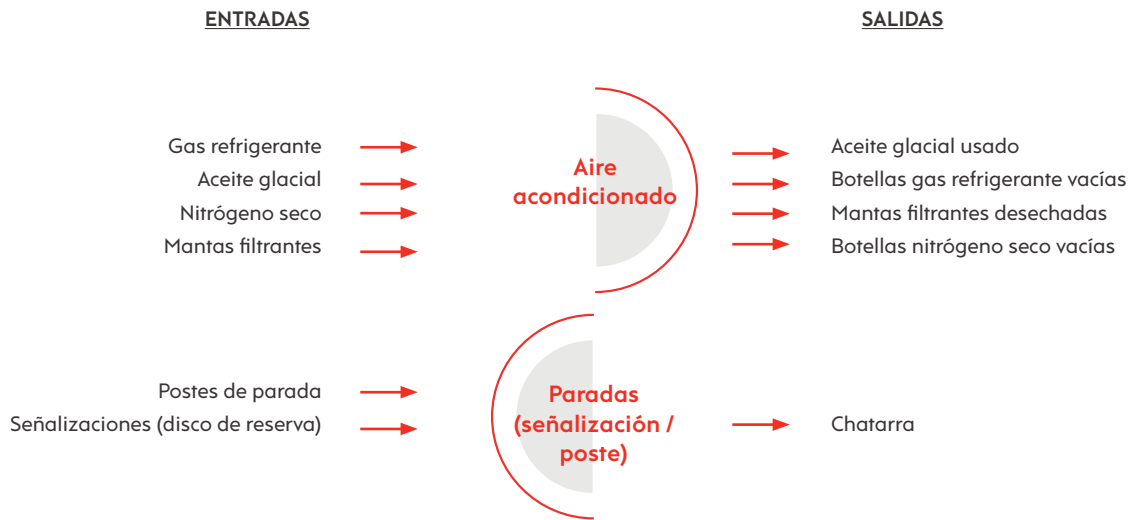 ENTRADAS
SALIDAS
Gas refrigerante
Aceite glacial
Nitrógeno seco
Mantas filtrantes
Aire
acondicionado
Aceite glacial usado
Botellas gas refrigerante vacías
Mantas filtrantes desechadas
Botellas nitrógeno seco vacías
Postes de parada
Señalizaciones (disco de reserva)
Paradas
(señalización /
poste)
Chatarra